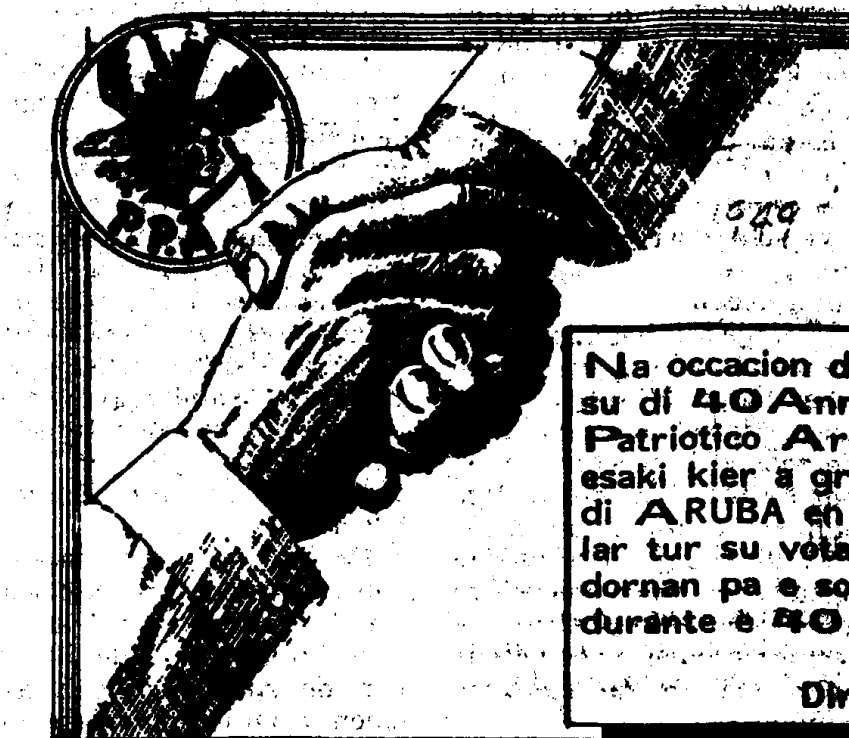 P.P.A
Na occacion d
su di 40 Ann
Patriotico Ar
esaki kier a gr
di ARUBA en
lar tur su vota
dornan pa e so
durante e 40
Dir